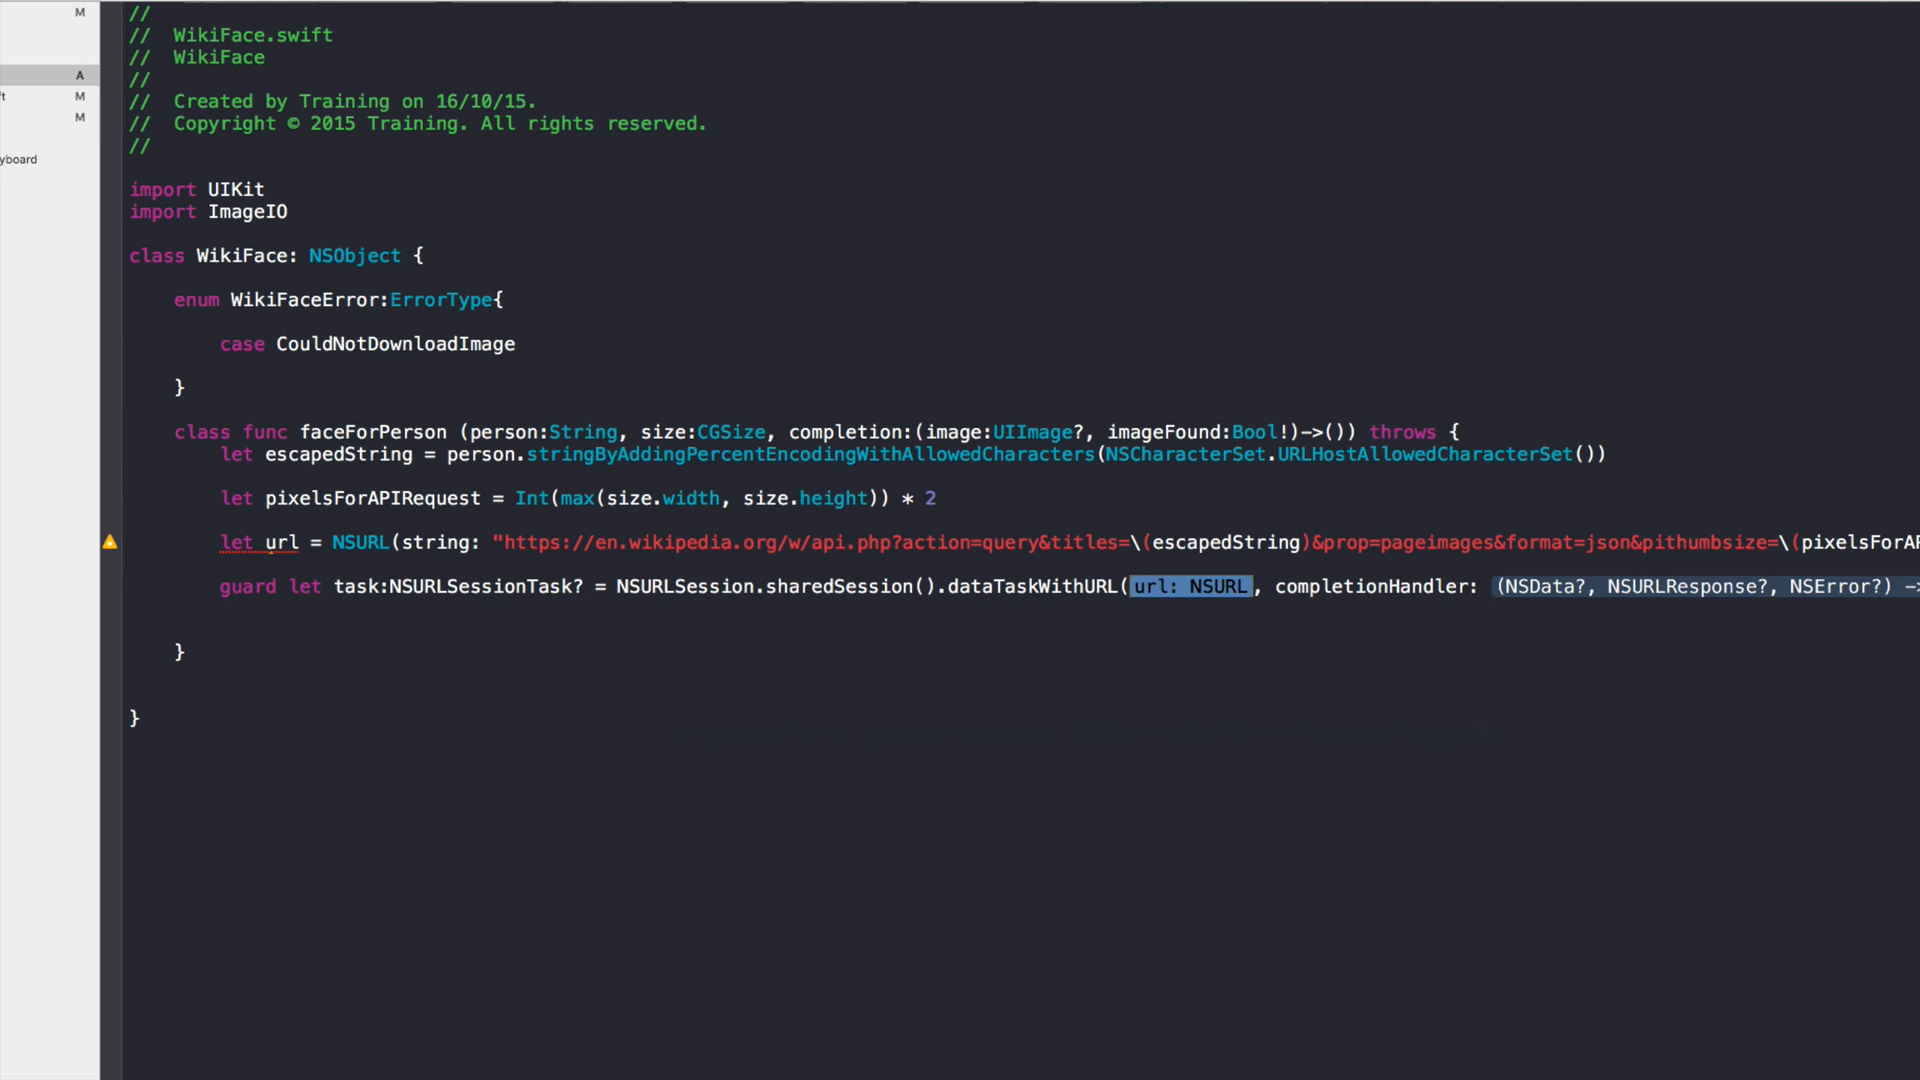 M
//
// WikiFace.swift
// WikiFace
//
A
// Created by Training on 16/10/15.
M
// Copyright © 2015 Training. All rights reserved.
M
//
yboard
import UIKit
import ImageIO
class WikiFace: NSObject {
enum WikiFaceError:ErrorType{
case CouldNotDownloadImage
}
class func faceForPerson (person:String, size:CGSize, completion:(image:UIImage?, imageFound:Bool!)->()) throws {
let escapedString = person.stringByAddingPercentEncodingWithAllowedCharacters(NSCharacterSet.URLHostAllowedCharacterSet())
let pixelsForAPIRequest = Int(max(size.width, size.height)) * 2
let url = NSURL(string: "https://en.wikipedia.org/w/api.php?action=query&titles=\(escapedString)&prop=pageimages&format=json&pithumbsize=\(pixelsForAP
guard let task:NSURLSessionTask? = NSURLSession.sharedSession().dataTaskWithURL(url: NSURL, completionHandler: (NSData?, NSURLResponse?, NSError?) ->
}
}